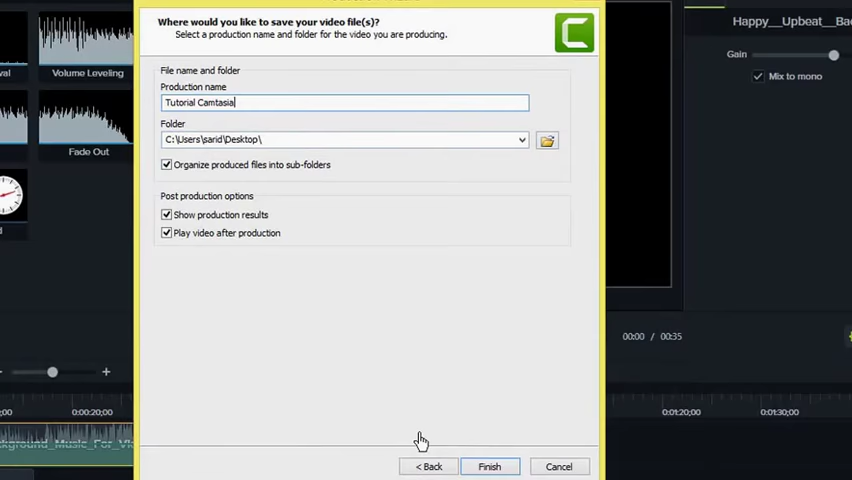 Where would you like to save your video file(s)?
Select a production name and folder for the video you are producing.
File name and folder
Production name
Tutorial Camtasia
Folder
C:\Users\sarid\Desktop\
Organize produced files into sub-folders
Post production options
Show production results
Play video after production
< Back
Finish
Cancel
Volume Leveling
Fade Out
Gain
Mix to mono
00:00 / 00:35
0:00:20;00
0:01:20;00
0:01:30;00